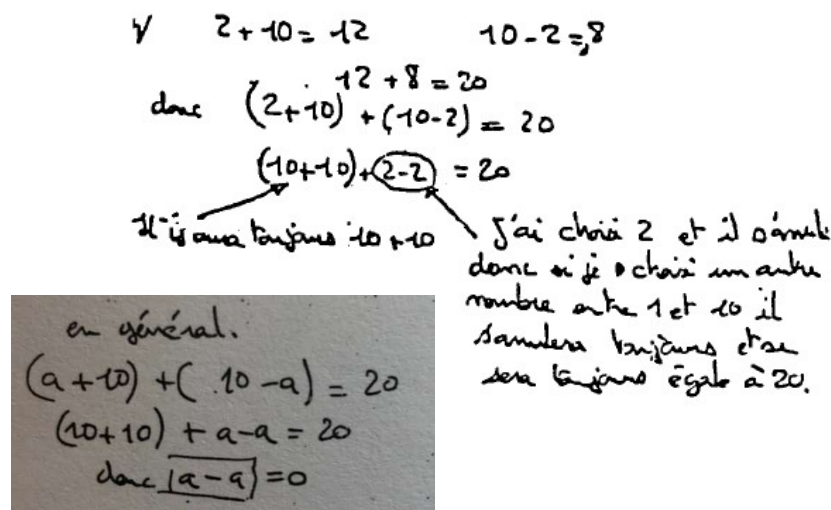 2 + 10 = 12 10 - 2 = 8
12 + 8 = 20
donc (2+10) + (10-2) = 20
(10+10) + 2-2 = 20
Il y aura toujours 10 + 10
J'ai choisi 2 et il s'annule
donc si je choisi un autre
nombre entre 1 et 10 il
s'anulera toujours et se
sera toujours égale à 20.
en général.
(a + 10) + ( 10 - a) = 20
(10+10) + a-a = 20
donc a-a = 0